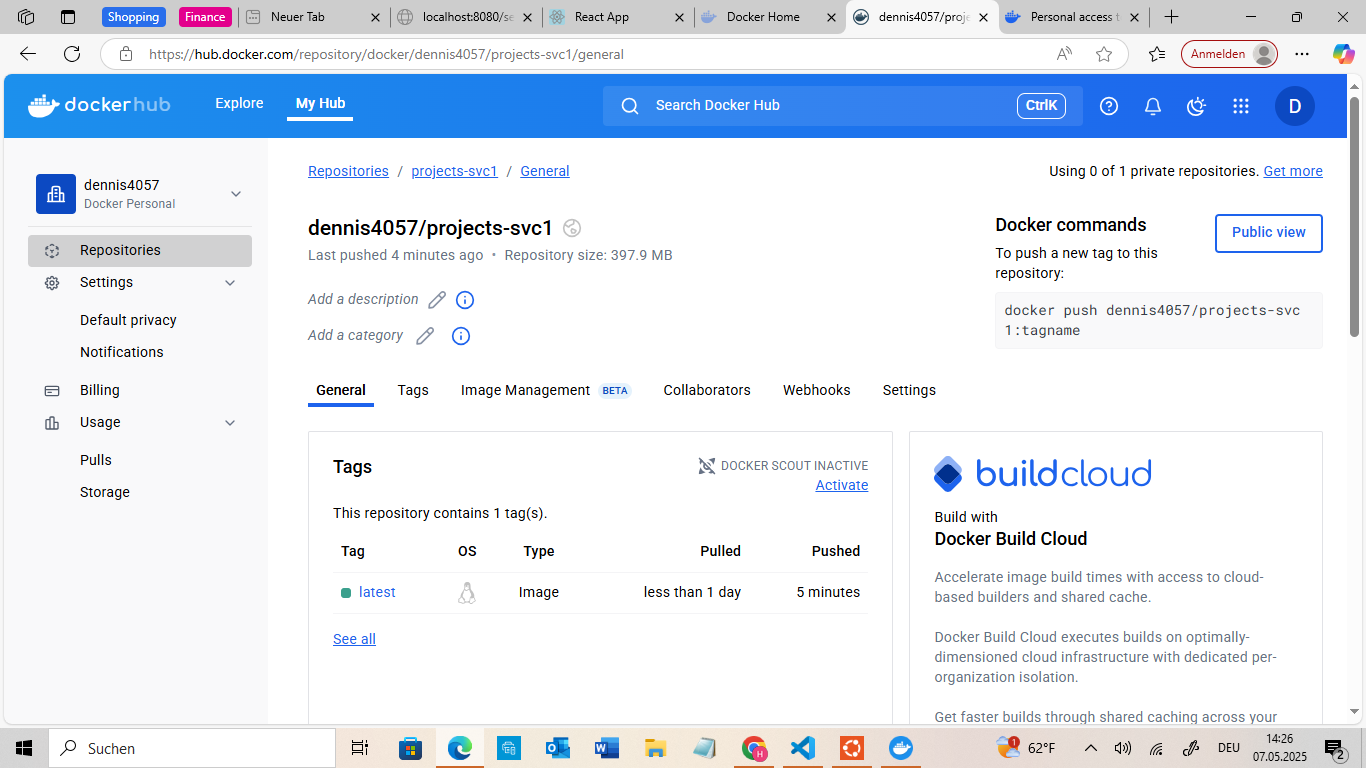 Shopping
Finance
Neuer Tab
localhost:8080/se
React App
Docker Home
dennis4057/proje
Personal access t
https://hub.docker.com/repository/docker/dennis4057/projects-svc1/general
Anmelden
dockerhub
Explore
My Hub
Search Docker Hub
CtrlK
D
dennis4057
Docker Personal
Repositories
Settings
Default privacy
Notifications
Billing
Usage
Pulls
Storage
Repositories / projects-svc1 / General
Using 0 of 1 private repositories. Get more
dennis4057/projects-svc1
Last pushed 4 minutes ago • Repository size: 397.9 MB
Add a description
Add a category
Docker commands
Public view
To push a new tag to this
repository:
docker push dennis4057/projects-svc
1:tagname
General
Tags
Image Management BETA
Collaborators
Webhooks
Settings
Tags
DOCKER SCOUT INACTIVE
Activate
This repository contains 1 tag(s).
Tag OS Type Pulled Pushed
latest Image less than 1 day 5 minutes
See all
buildcloud
Build with
Docker Build Cloud
Accelerate image build times with access to cloud-
based builders and shared cache.
Docker Build Cloud executes builds on optimally-
dimensioned cloud infrastructure with dedicated per-
organization isolation.
Get faster builds through shared caching across your
Suchen
H
1
62°F
DEU
14:26
07.05.2025
2